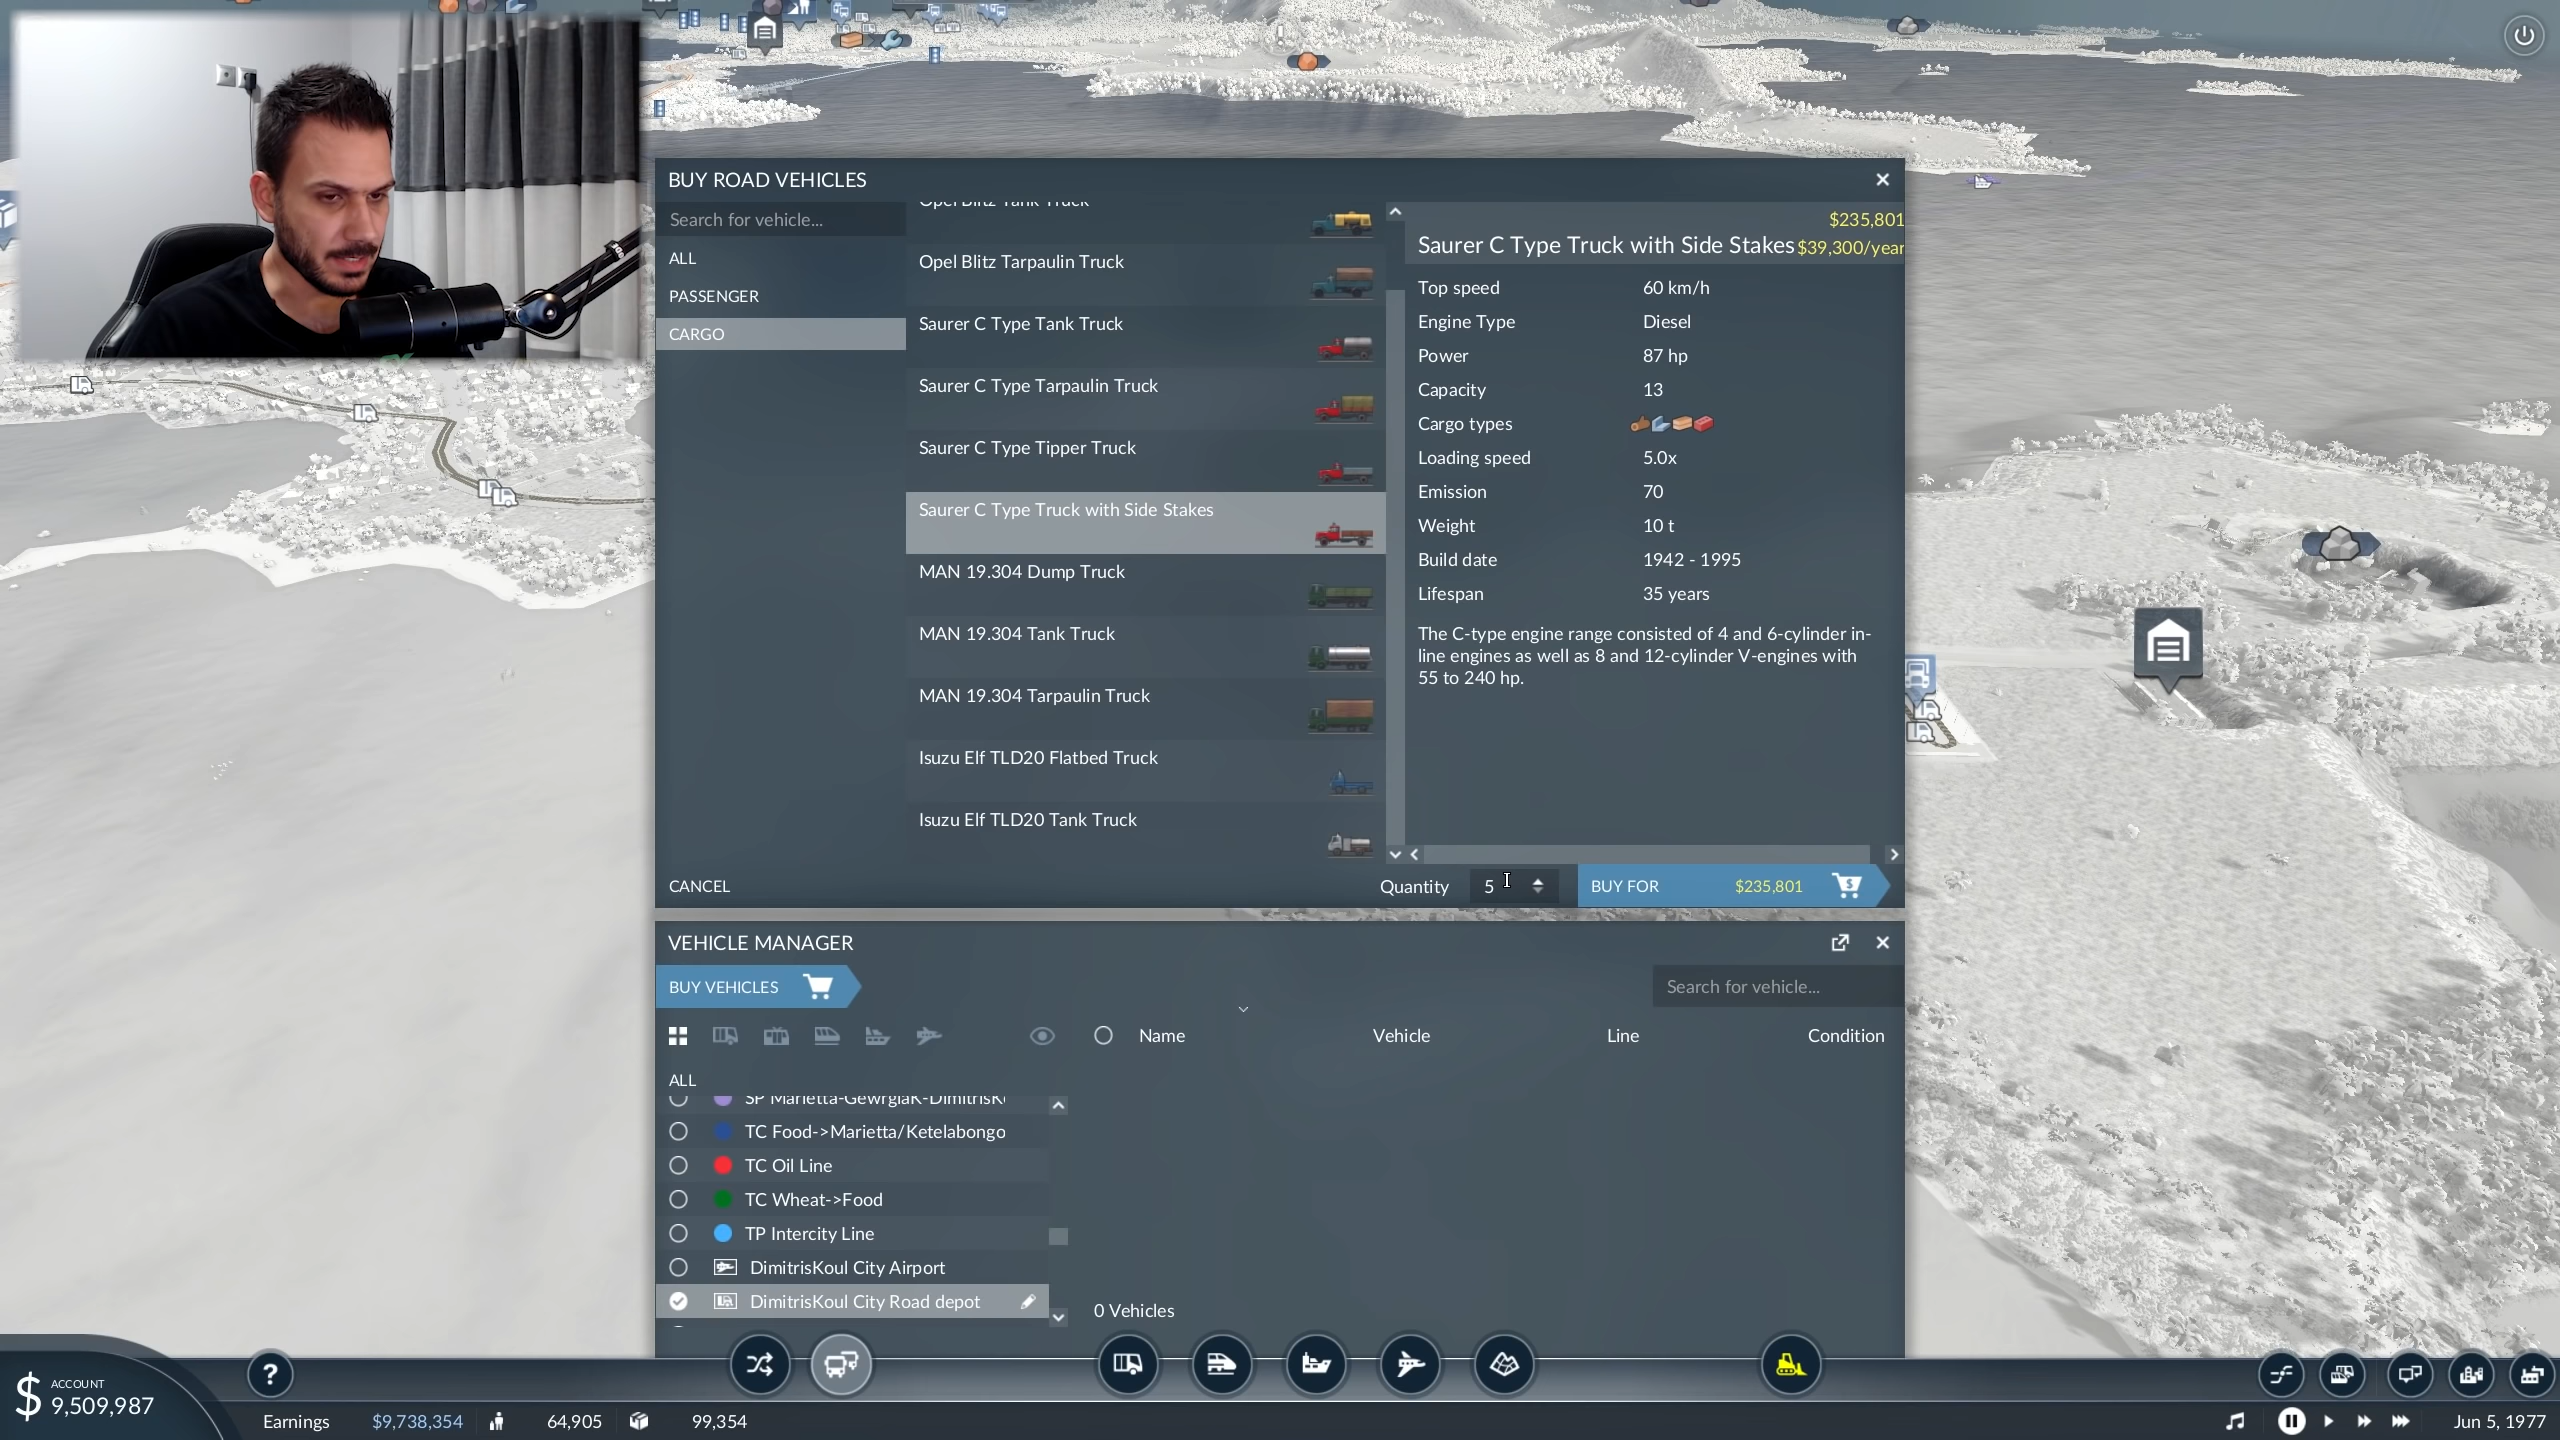 BUY ROAD VEHICLES
Search for vehicle...
ALL
PASSENGER
CARGO
Opel Blitz Tank Truck
Opel Blitz Tarpaulin Truck
Saurer C Type Tank Truck
Saurer C Type Tarpaulin Truck
Saurer C Type Tipper Truck
Saurer C Type Truck with Side Stakes
MAN 19.304 Dump Truck
MAN 19.304 Tank Truck
MAN 19.304 Tarpaulin Truck
Isuzu Elf TLD20 Flatbed Truck
Isuzu Elf TLD20 Tank Truck
$235,801
Saurer C Type Truck with Side Stakes $39,300/year
Top speed 60 km/h
Engine Type Diesel
Power 87 hp
Capacity 13
Cargo types
Loading speed 5.0x
Emission 70
Weight 10 t
Build date 1942 - 1995
Lifespan 35 years
The C-type engine range consisted of 4 and 6-cylinder in-
line engines as well as 8 and 12-cylinder V-engines with
55 to 240 hp.
CANCEL
Quantity 5
BUY FOR $235,801
VEHICLE MANAGER
BUY VEHICLES
Search for vehicle...
Name Vehicle Line Condition
ALL
SP Marietta-GewrgiaK-DimitrisK
TC Food->Marietta/Ketelabongo
TC Oil Line
TC Wheat->Food
TP Intercity Line
DimitrisKoul City Airport
DimitrisKoul City Road depot
0 Vehicles
?
$ ACCOUNT
9,509,987
Earnings $9,738,354 64,905 99,354
Jun 5, 1977